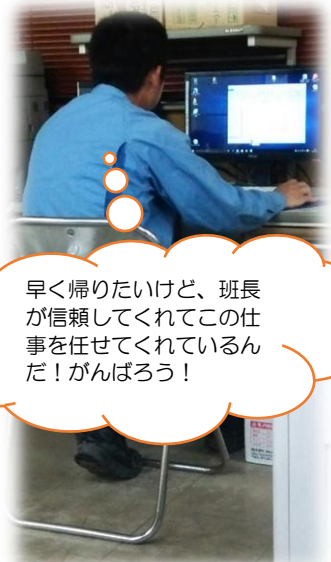 早く帰りたいけど、班長
が信頼してくれてこの仕
事を任せてくれているん
だ！がんばろう！